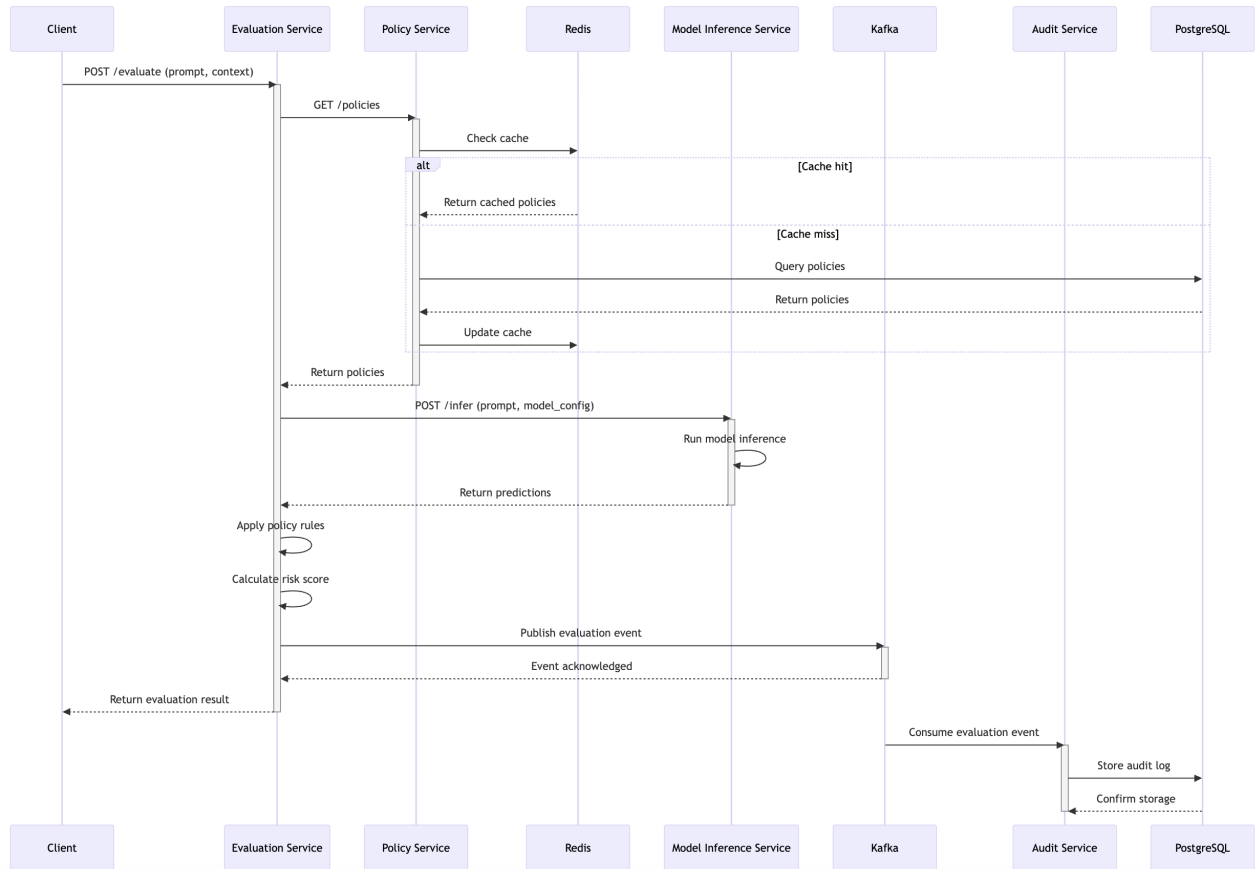 Client
Evaluation Service
Policy Service
Redis
Model Inference Service
Kafka
Audit Service
PostgreSQL
POST /evaluate (prompt, context)
GET /policies
Check cache
alt
[Cache hit]
Return cached policies
[Cache miss]
Query policies
Return policies
Update cache
Return policies
POST /infer (prompt, model_config)
Run model inference
Return predictions
Apply policy rules
Calculate risk score
Publish evaluation event
Event acknowledged
Return evaluation result
Consume evaluation event
Store audit log
Confirm storage
Client
Evaluation Service
Policy Service
Redis
Model Inference Service
Kafka
Audit Service
PostgreSQL